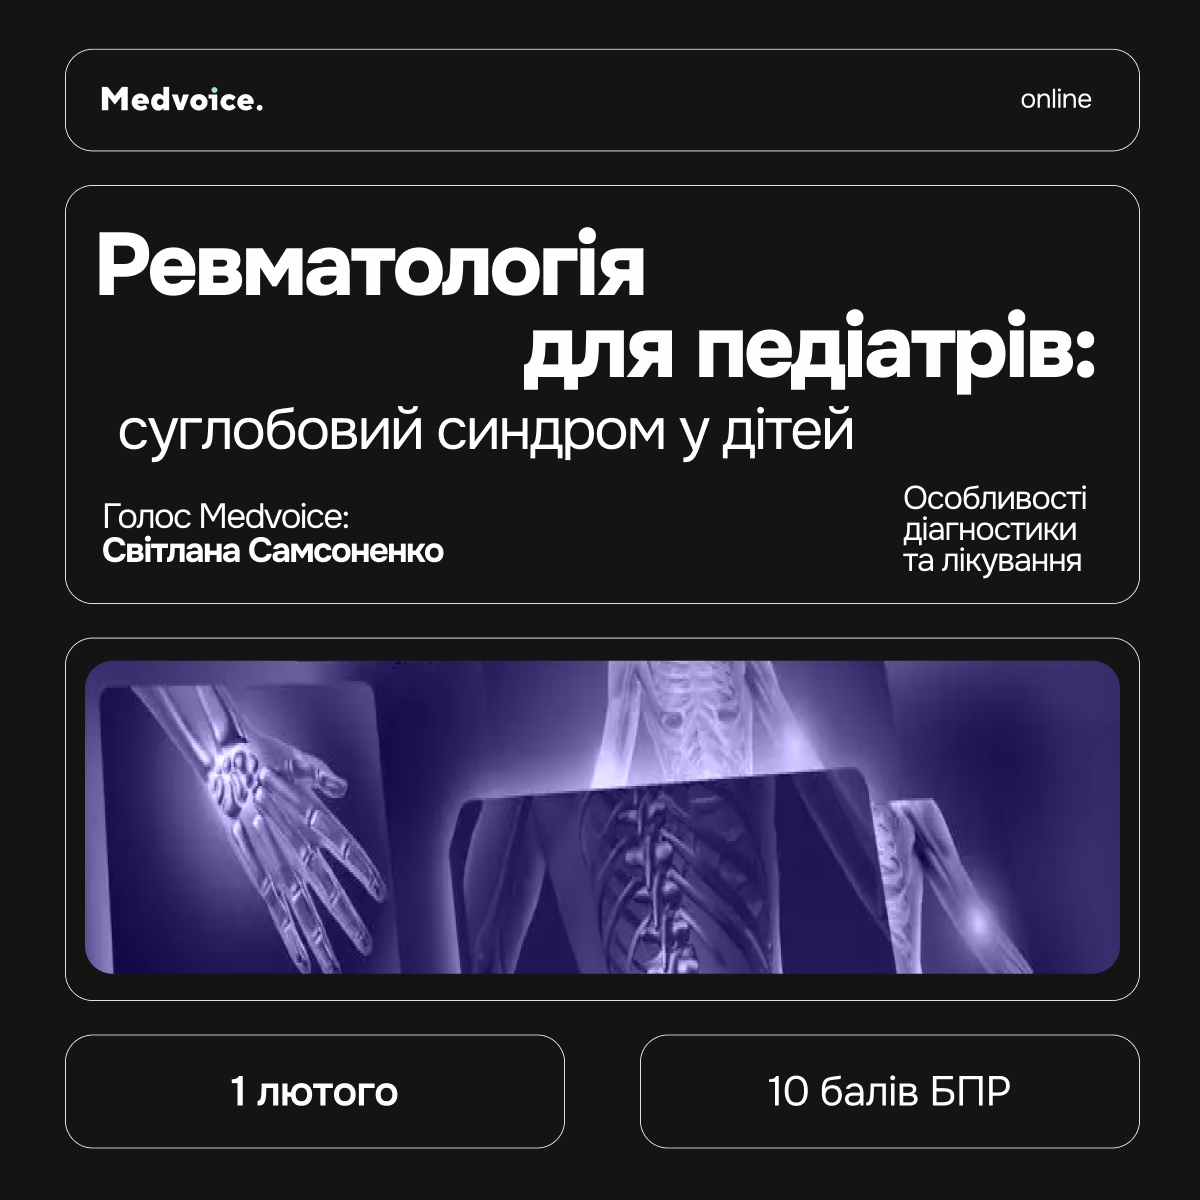 Medvoice.
online
Ревматологія
для педіатрів:
суглобовий синдром у дітей
Голос Medvoice:
Світлана Самсоненко
Особливості
діагностики
та лікування
1 лютого
10 балів БПР